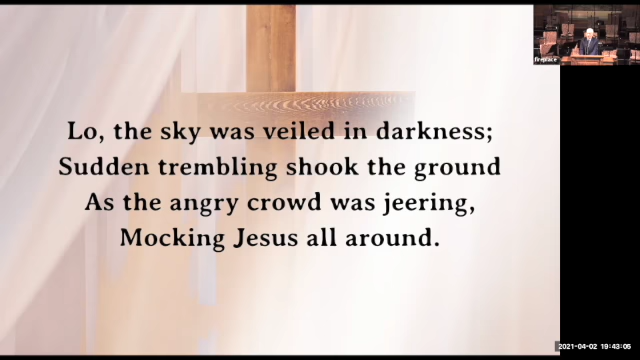 Lo, the sky was veiled in darkness;
Sudden trembling shook the ground
As the angry crowd was jeering,
Mocking Jesus all around.
fireplace
2021-04-02 19:43:05